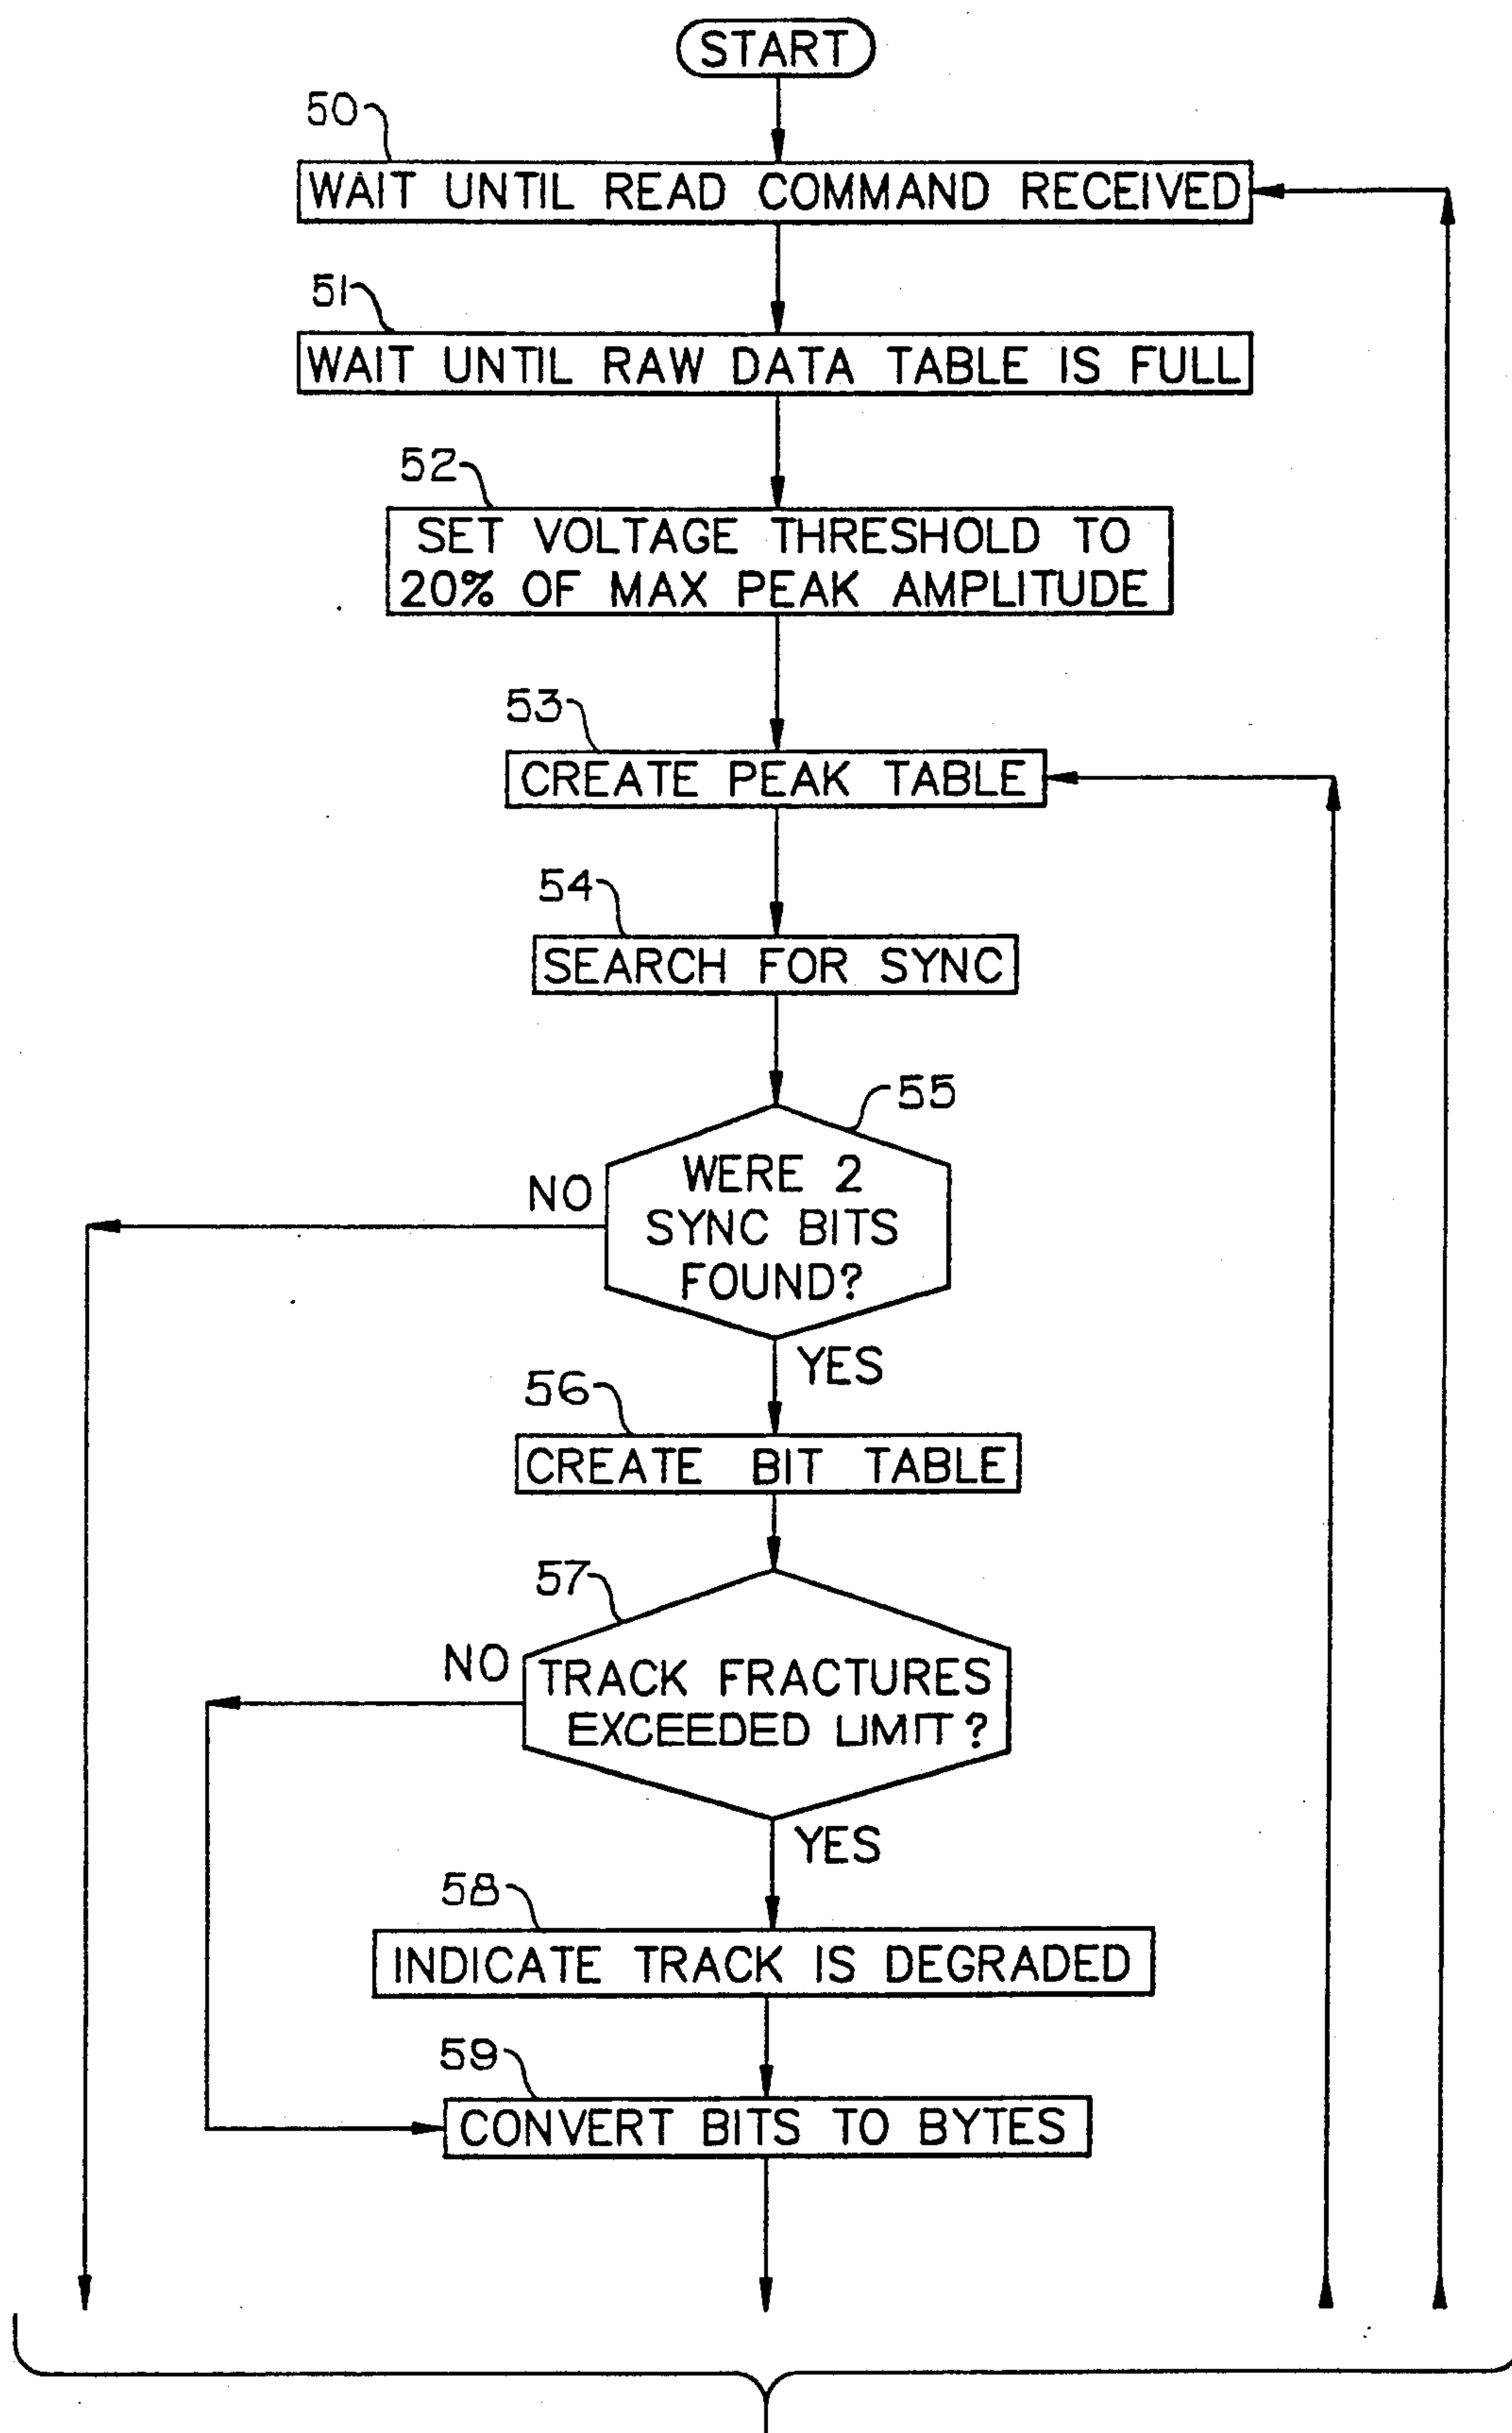 START
50
WAIT UNTIL READ COMMAND RECEIVED
51
WAIT UNTIL RAW DATA TABLE IS FULL
52
SET VOLTAGE THRESHOLD TO
20% OF MAX PEAK AMPLITUDE
53
CREATE PEAK TABLE
54
SEARCH FOR SYNC
55
WERE 2
SYNC BITS
FOUND?
NO
YES
56
CREATE BIT TABLE
57
NO
TRACK FRACTURES
EXCEEDED LIMIT?
YES
58
INDICATE TRACK IS DEGRADED
59
CONVERT BITS TO BYTES